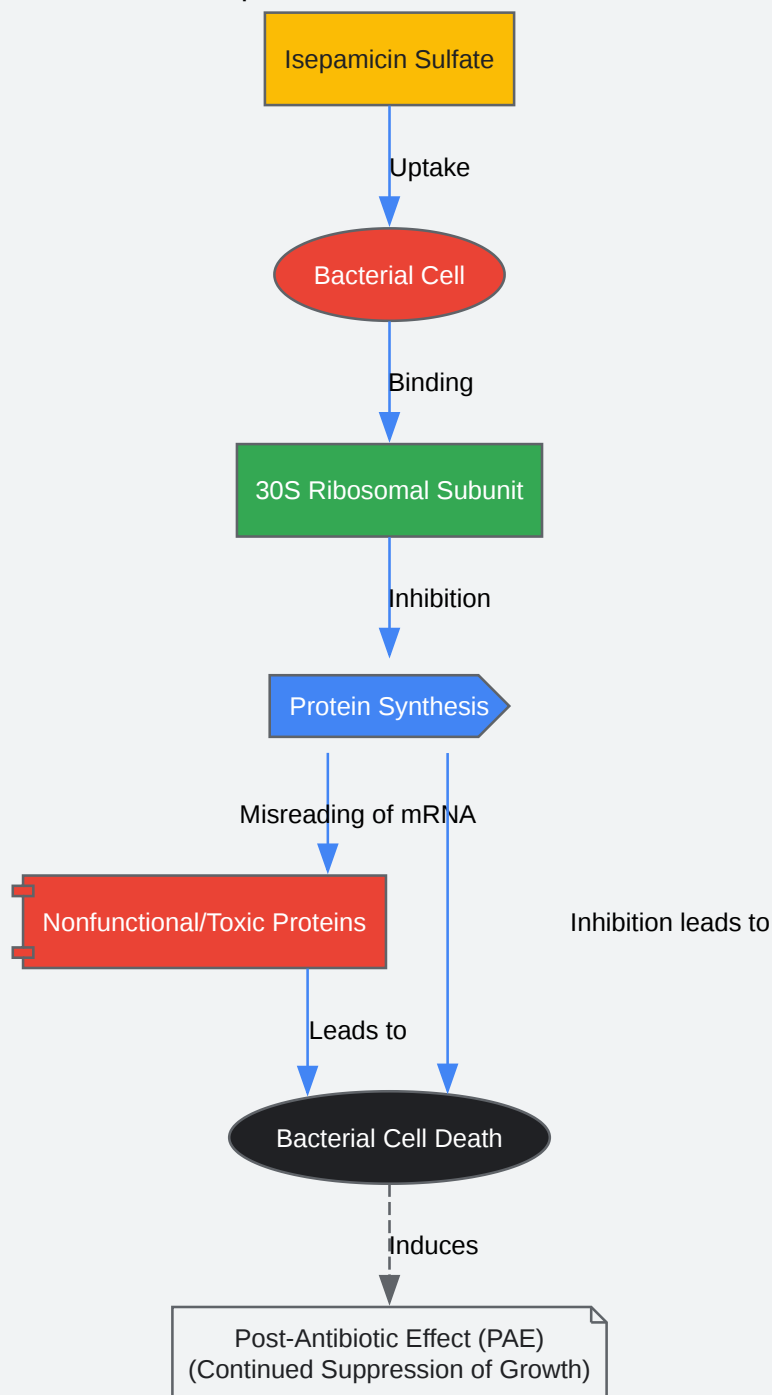 Isepamicin Sulfate
Uptake
Bacterial Cell
Binding
30S Ribosomal Subunit
Inhibition
Protein Synthesis
Misreading of mRNA
Nonfunctional/Toxic Proteins
Inhibition leads to
Leads to
Bacterial Cell Death
Induces
Post-Antibiotic Effect (PAE)
(Continued Suppression of Growth)